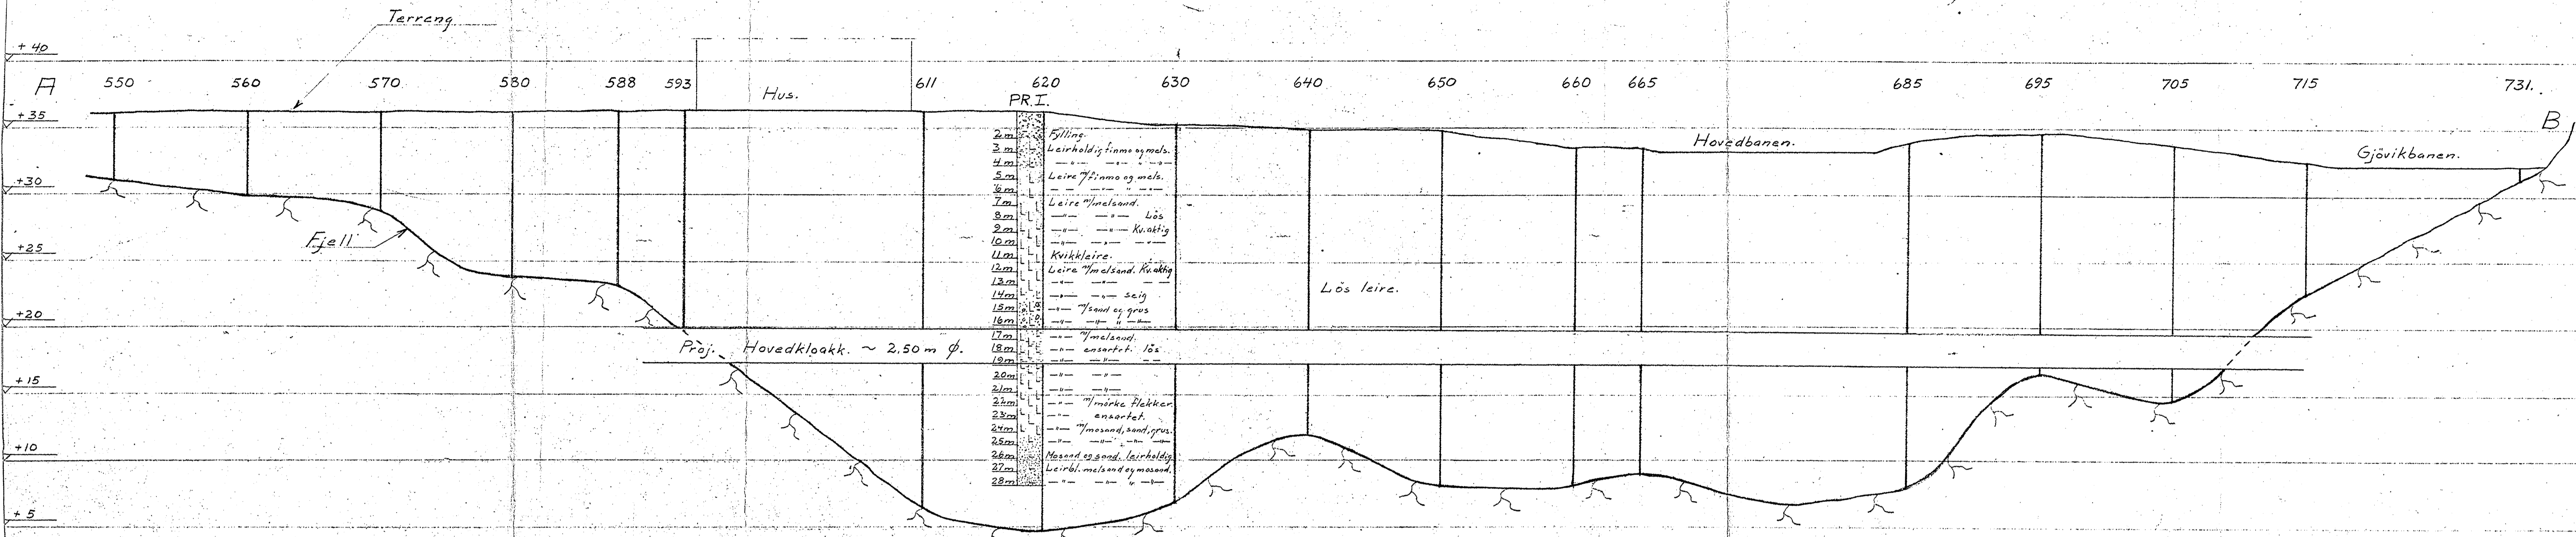 Terreng
+ 40
A 550 560 570 580 588 593 611 620 630 640 650 660 665 685 695 705 715 731.
Hus.
PR.I.
+ 35
B
2m Fylling.
3m Leirholdig finmo og mels.
4m —"— —"— " —"—
5m Leire m/finmo og mels.
6m — — —"— " —"—
7m Leire m/melsand.
8m —"— —"— Lös
9m —"— —"— Kv.aktig
10m —"— —"— —"—
11m Kvikkleire.
12m Leire m/melsand. Kv.aktig
13m —"— —"— — —
14m —"— —"— seig
15m —"— m/sand og grus
16m —"— —"— " —"—
17m —"— m/melsand.
18m —"— ensartet. lös
19m —"— —"— — —
20m —"— —"—
21m —"— —"—
22m —"— m/mörke flekker.
23m —"— ensartet.
24m —"— m/mosand, sand, grus.
25m —"— —"— —"— —"—
26m Mosand og sand. leirholdig
27m Leirbl. melsand og mosand.
28m —"— —"— " —"—
Hovedbanen.
Gjövikbanen.
+30
Fjell
+25
Lös leire.
+20
Proj. Hovedkloakk. ~ 2,50 m ϕ.
+ 15
+10
+ 5